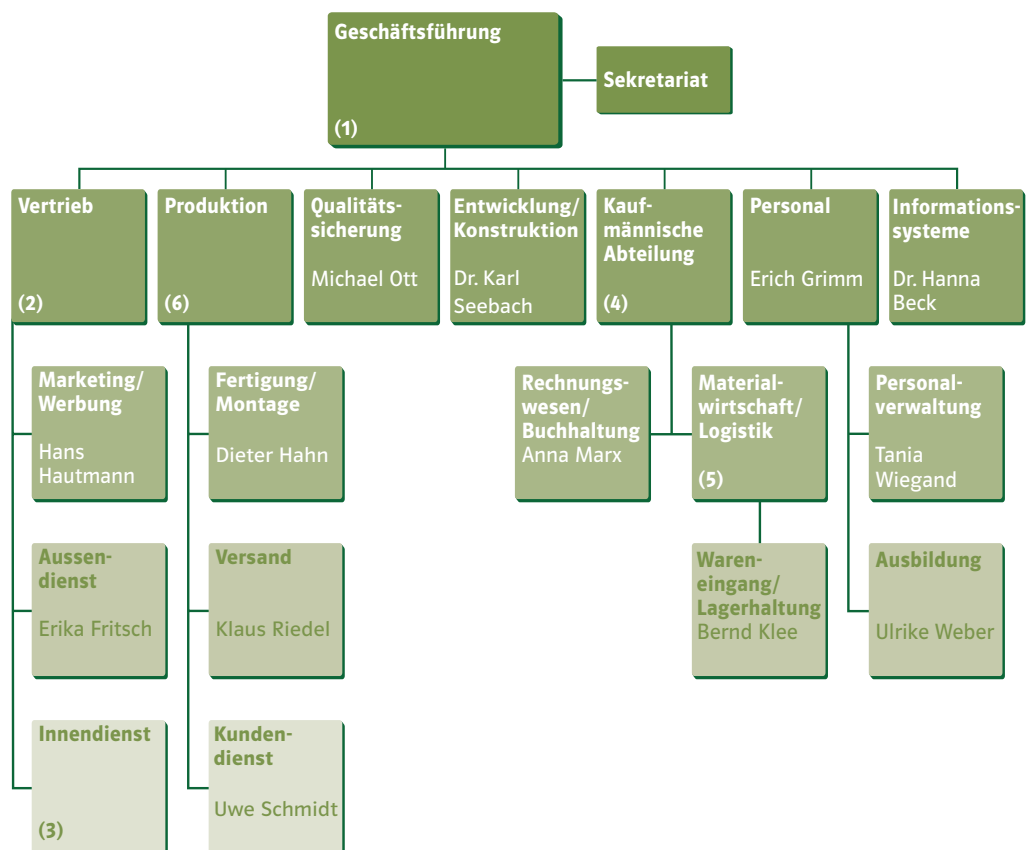 Geschäftsführung
(1)
Sekretariat
Vertrieb
(2)
Produktion
(6)
Qualitäts-
sicherung
Michael Ott
Entwicklung/
Konstruktion
Dr. Karl
Seebach
Kauf-
männische
Abteilung
(4)
Personal
Erich Grimm
Informations-
systeme
Dr. Hanna
Beck
Marketing/
Werbung
Hans
Hautmann
Fertigung/
Montage
Dieter Hahn
Rechnungs-
wesen/
Buchhaltung
Anna Marx
Material-
wirtschaft/
Logistik
(5)
Personal-
verwaltung
Tania
Wiegand
Aussen-
dienst
Erika Fritsch
Versand
Klaus Riedel
Waren-
eingang/
Lagerhaltung
Bernd Klee
Ausbildung
Ulrike Weber
Innendienst
(3)
Kunden-
dienst
Uwe Schmidt